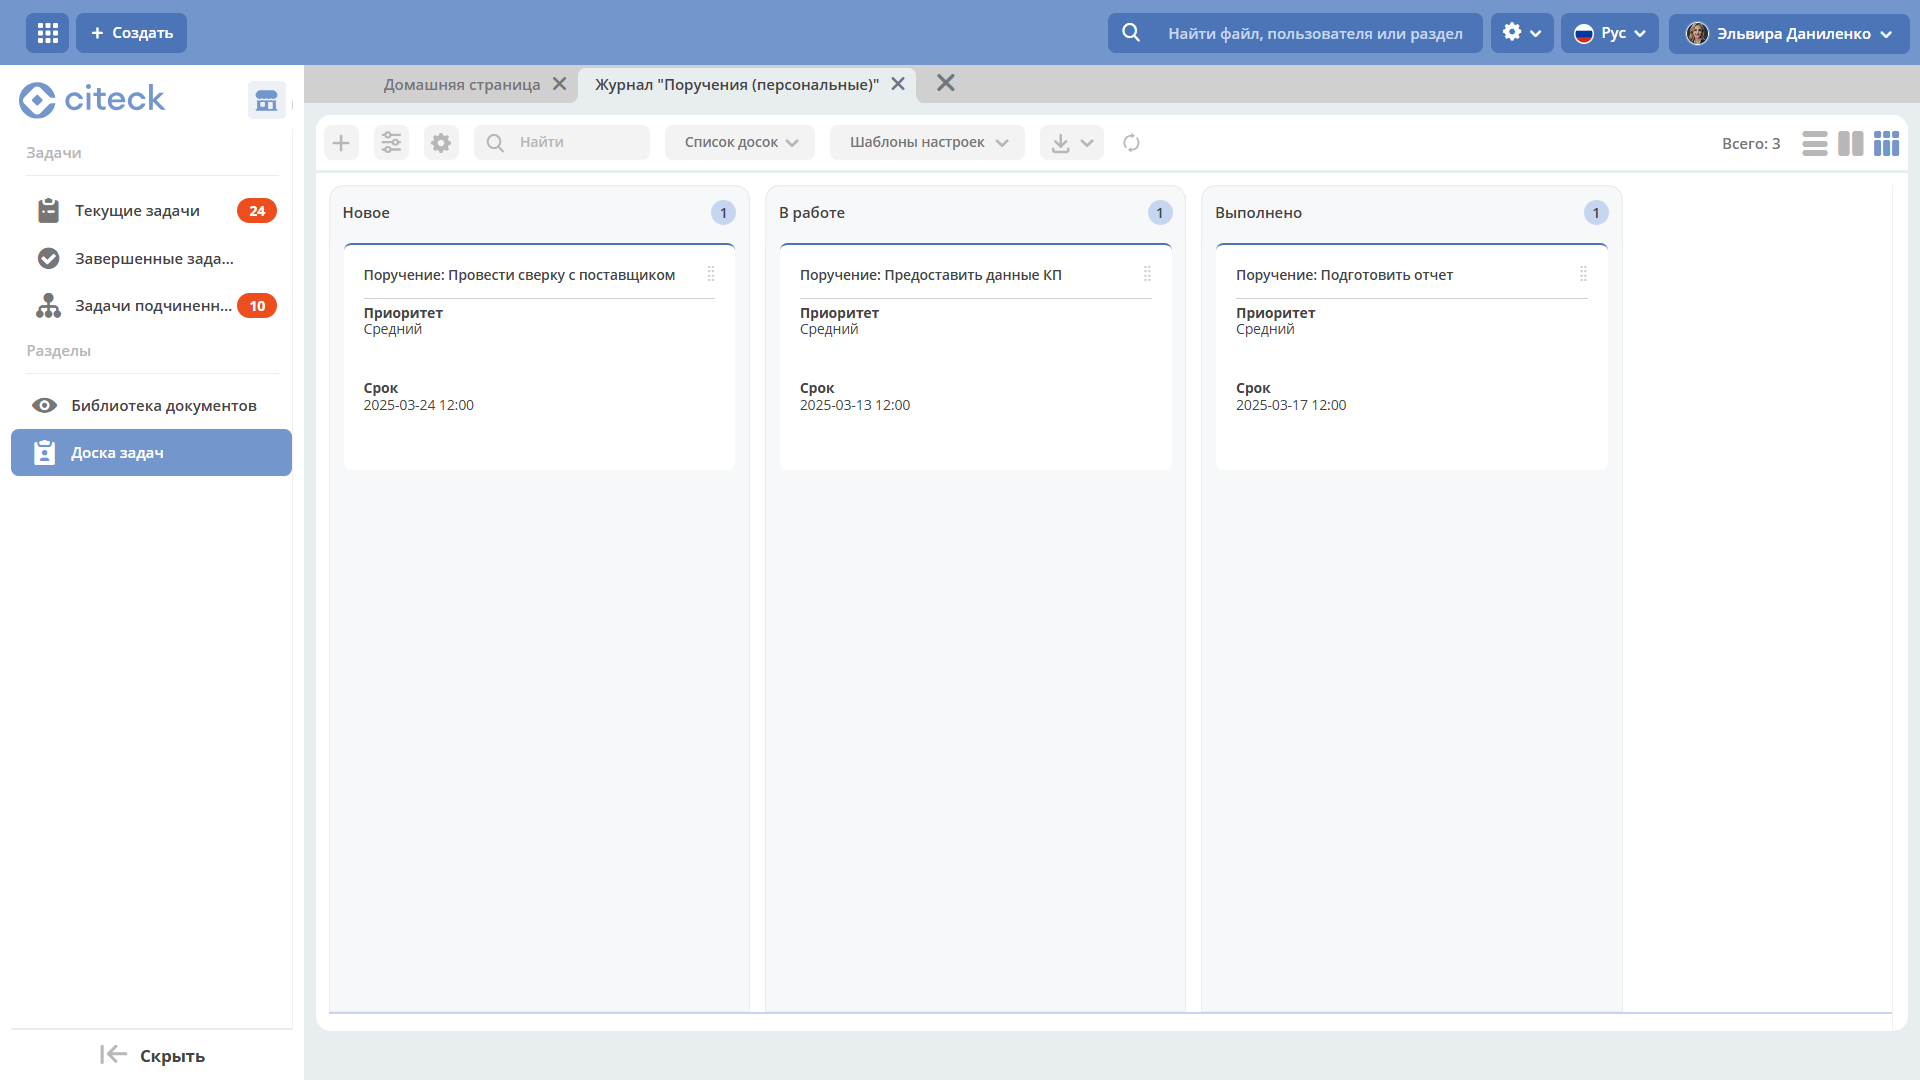 + Создать
Найти файл, пользователя или раздел
Рус
Эльвира Даниленко
citeck
Домашняя страница
Журнал "Поручения (персональные)"
Задачи
Текущие задачи 24
Завершенные зада...
Задачи подчиненн... 10
Разделы
Библиотека документов
Доска задач
Скрыть
Найти
Список досок
Шаблоны настроек
Всего: 3
Новое 1
Поручение: Провести сверку с поставщиком
Приоритет
Средний
Срок
2025-03-24 12:00
В работе 1
Поручение: Предоставить данные КП
Приоритет
Средний
Срок
2025-03-13 12:00
Выполнено 1
Поручение: Подготовить отчет
Приоритет
Средний
Срок
2025-03-17 12:00